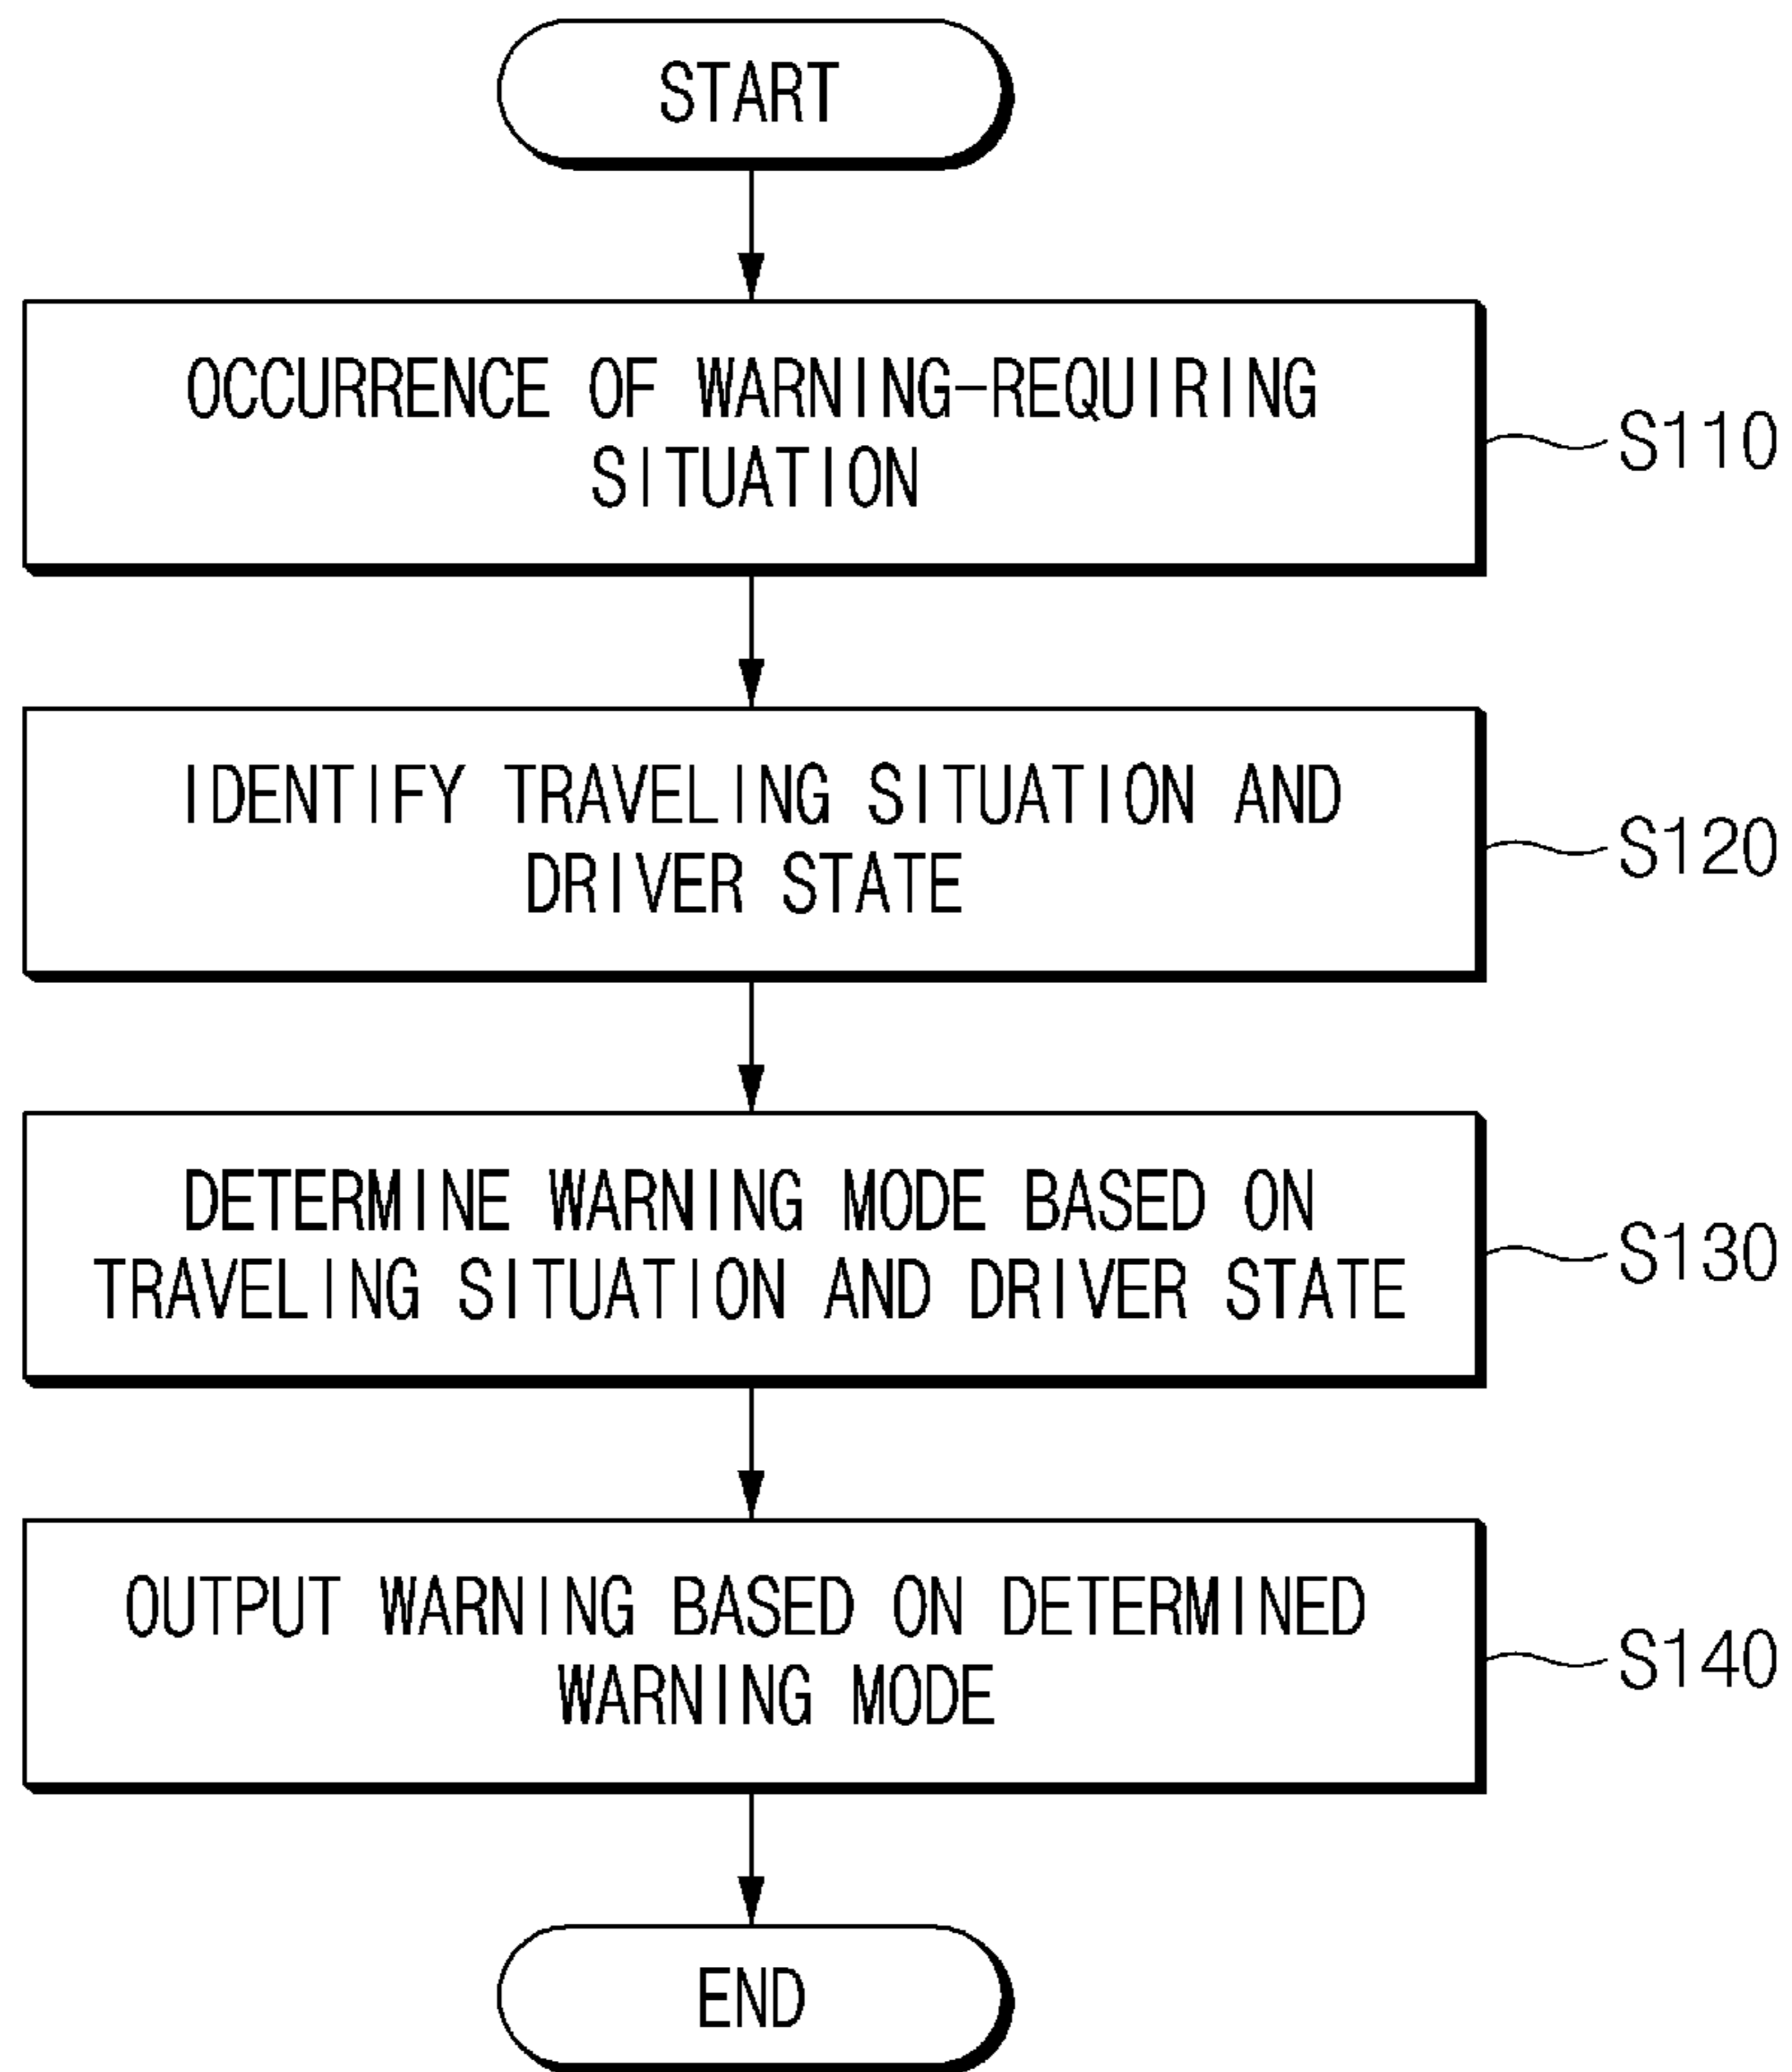 START
OCCURRENCE OF WARNING-REQUIRING
SITUATION
S110
IDENTIFY TRAVELING SITUATION AND
DRIVER STATE
S120
DETERMINE WARNING MODE BASED ON
TRAVELING SITUATION AND DRIVER STATE
S130
OUTPUT WARNING BASED ON DETERMINED
WARNING MODE
S140
END